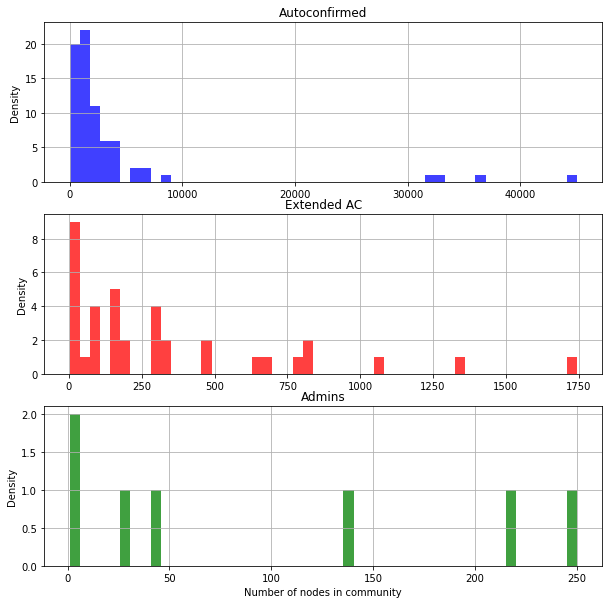 Autoconfirmed
Density
20
15
10
5
0
0 10000 20000 30000 40000
Extended AC
Density
8
6
4
2
0
0 250 500 750 1000 1250 1500 1750
Admins
Density
2.0
1.5
1.0
0.5
0.0
0 50 100 150 200 250
Number of nodes in community